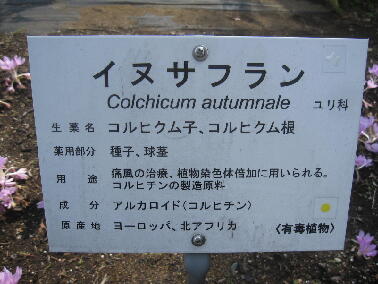 イヌサフラン
Colchicum autumnale ユリ科
生薬名 コルヒクム子、コルヒクム根
薬用部分 種子、球茎
用途 痛風の治療、植物染色体倍加に用いられる。
コルヒチンの製造原料
成分 アルカロイド(コルヒチン)
原産地 ヨーロッパ、北アフリカ 〈有毒植物〉